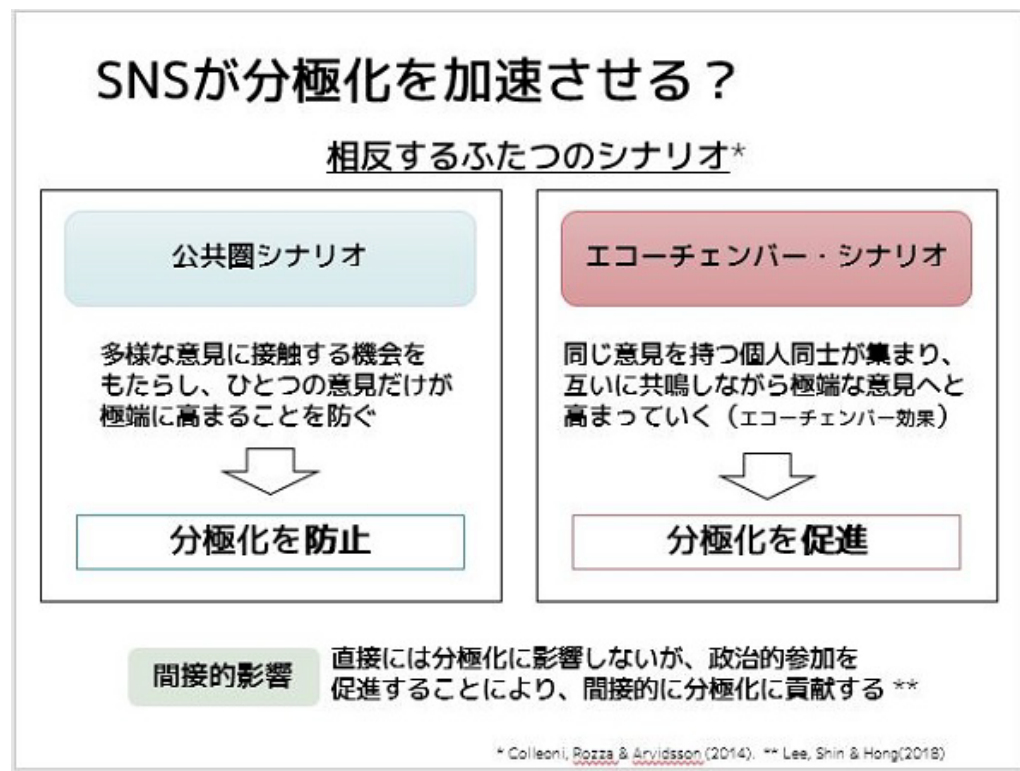 SNSが分極化を加速させる？
相反するふたつのシナリオ*
公共圏シナリオ
多様な意見に接触する機会を
もたらし、ひとつの意見だけが
極端に高まることを防ぐ
分極化を防止
エコーチェンバー・シナリオ
同じ意見を持つ個人同士が集まり、
互いに共鳴しながら極端な意見へと
高まっていく（エコーチェンバー効果）
分極化を促進
間接的影響
直接には分極化に影響しないが、政治的参加を
促進することにより、間接的に分極化に貢献する **
* Colleoni, Rozza & Arvidsson (2014). ** Lee, Shin & Hong(2018)